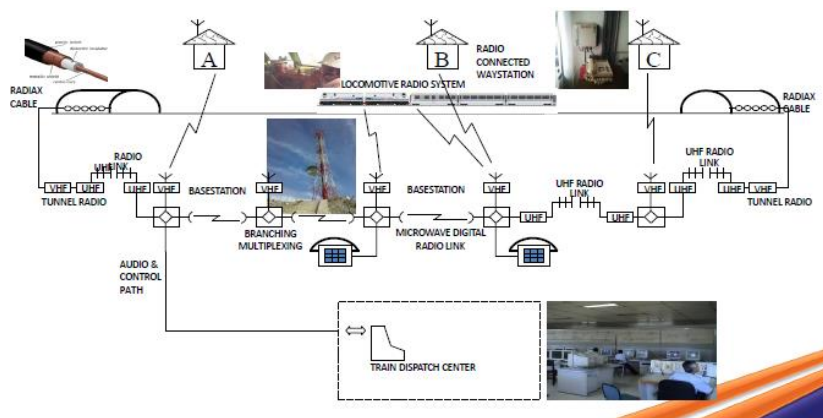 A
B
RADIO
CONNECTED
WAYSTATION
C
LOCOMOTIVE RADIO SYSTEM
RADIAX
CABLE
RADIAX
CABLE
RADIO
LINK
UHF
VHF
UHF
UHF
VHF
TUNNEL RADIO
BASESTATION
VHF
VHF
BASESTATION
VHF
UHF RADIO
LINK
UHF
UHF
VHF
UHF
UHF RADIO
LINK
UHF
VHF
TUNNEL RADIO
BRANCHING
MULTIPLEXING
MICROWAVE DIGITAL
RADIO LINK
AUDIO &
CONTROL
PATH
TRAIN DISPATCH CENTER